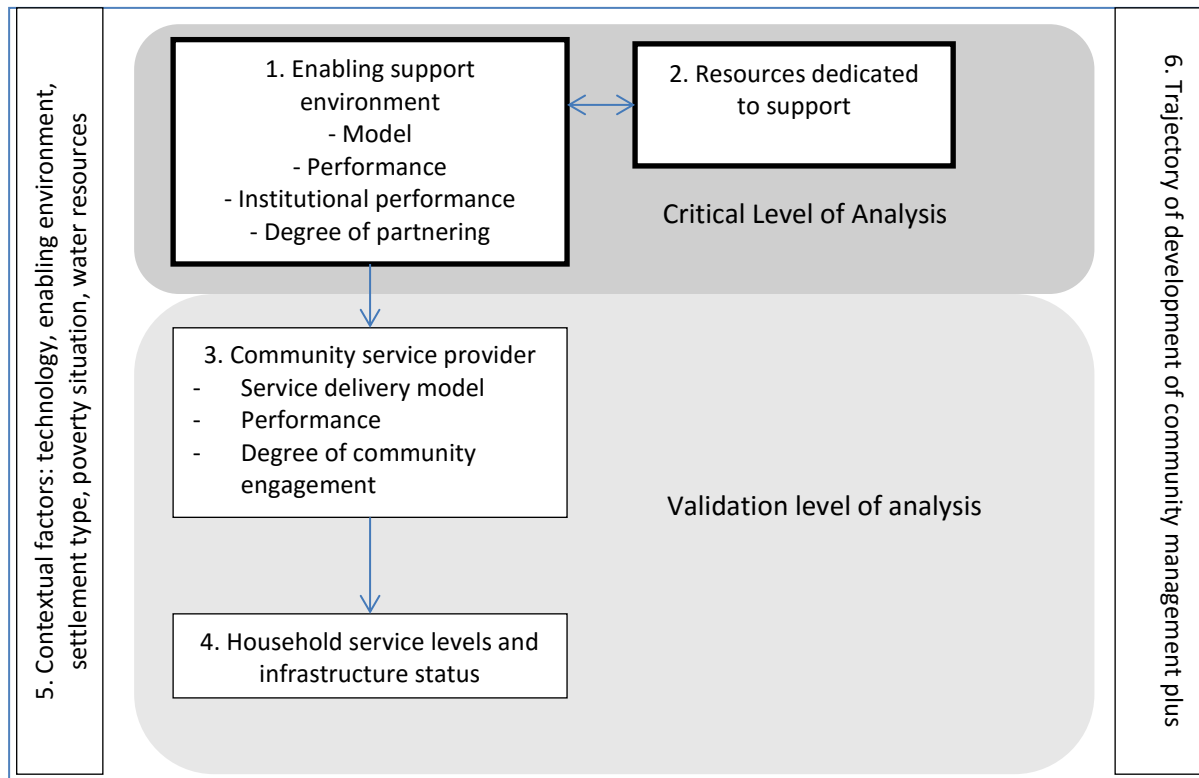 5. Contextual factors: technology, enabling environment,
settlement type, poverty situation, water resources
1. Enabling support
environment
- Model
- Performance
- Institutional performance
- Degree of partnering
2. Resources dedicated
to support
Critical Level of Analysis
3. Community service provider
- Service delivery model
- Performance
- Degree of community
engagement
Validation level of analysis
4. Household service levels and
infrastructure status
6. Trajectory of development of community management plus